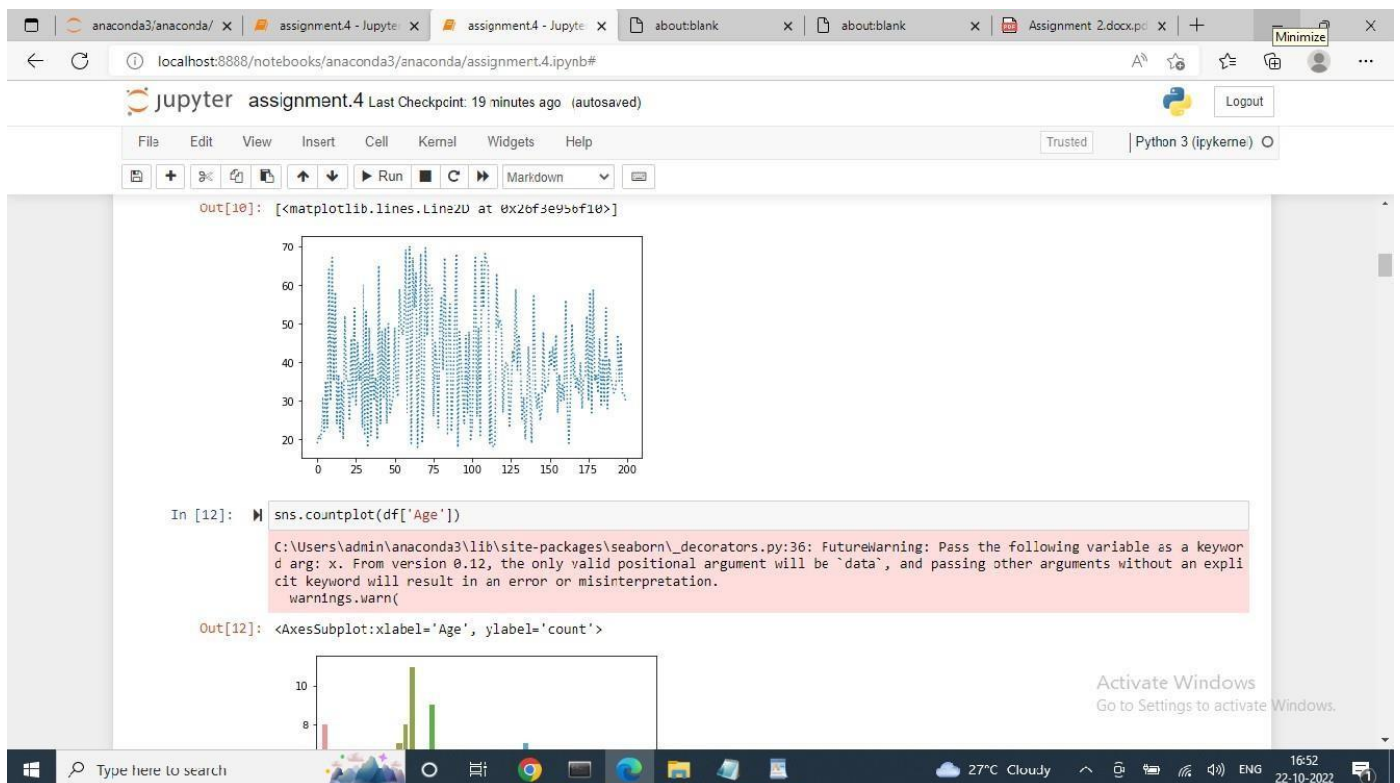 anaconda3/anaconda/
assignment.4 - Jupyte
assignment.4 - Jupyte
about:blank
about:blank
Assignment 2.docx.pd
Minimize
localhost:8888/notebooks/anaconda3/anaconda/assignment.4.ipynb#
jupyter assignment.4 Last Checkpoint: 19 minutes ago (autosaved)
Logout
File Edit View Insert Cell Kernel Widgets Help
Trusted
Python 3 (ipykernel)
Run
Markdown
Out[10]: [<matplotlib.lines.Line2D at 0x26f3e956f10>]
70
60
50
40
30
20
0 25 50 75 100 125 150 175 200
In [12]: sns.countplot(df['Age'])
C:\Users\admin\anaconda3\lib\site-packages\seaborn\_decorators.py:36: FutureWarning: Pass the following variable as a keywor
d arg: x. From version 0.12, the only valid positional argument will be `data`, and passing other arguments without an expli
cit keyword will result in an error or misinterpretation.
warnings.warn(
Out[12]: <AxesSubplot:xlabel='Age', ylabel='count'>
10
8
Activate Windows
Go to Settings to activate Windows.
Type here to search
27°C Cloudy
ENG
16:52
22-10-2022